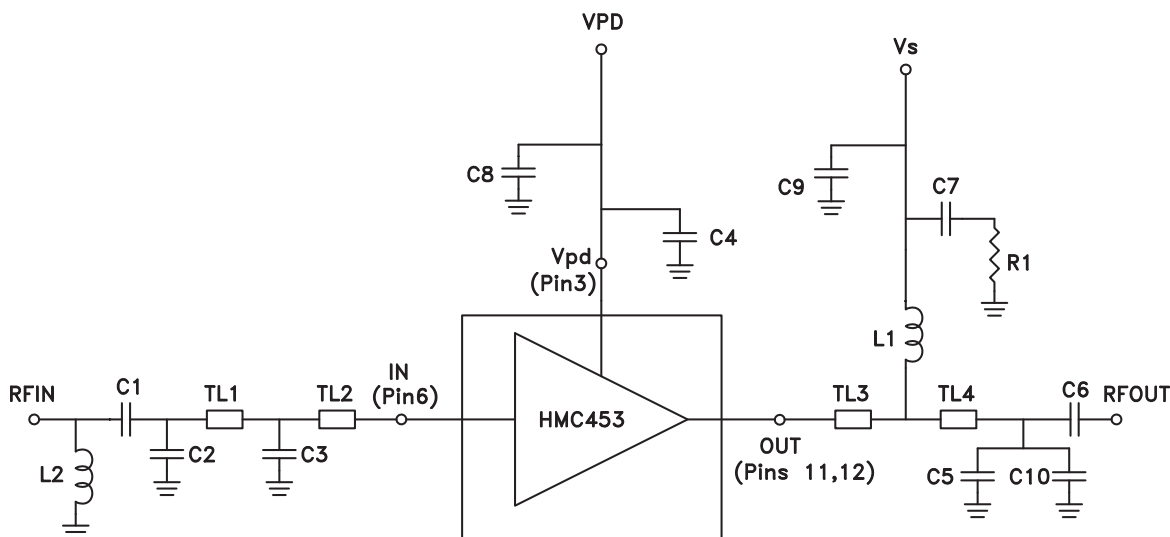 VPD
Vs
C8
C9
C7
C4
R1
Vpd
(Pin3)
L1
RFIN
C1
TL1
TL2
IN
(Pin6)
HMC453
TL3
TL4
C6
RFOUT
L2
C2
C3
OUT
(Pins 11,12)
C5
C10